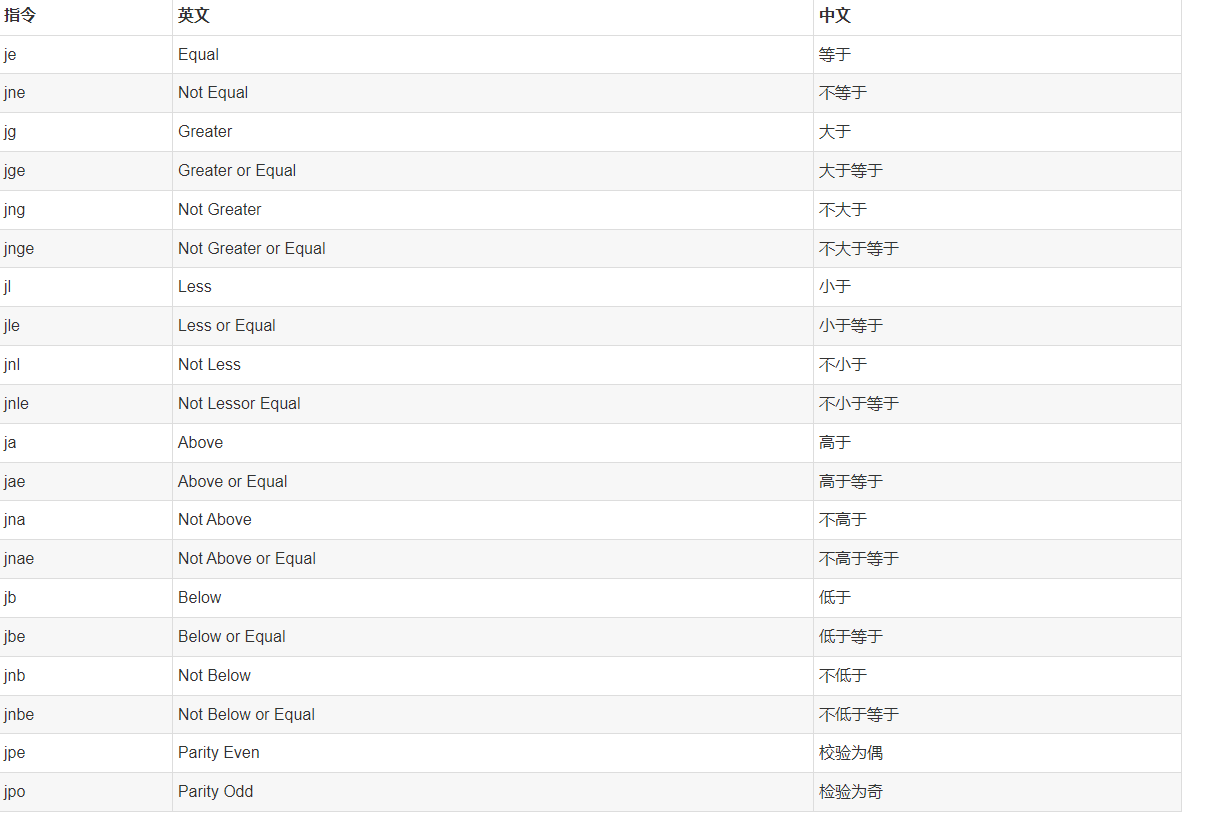 指令 英文 中文
je Equal 等于
jne Not Equal 不等于
jg Greater 大于
jge Greater or Equal 大于等于
jng Not Greater 不大于
jnge Not Greater or Equal 不大于等于
jl Less 小于
jle Less or Equal 小于等于
jnl Not Less 不小于
jnle Not Lessor Equal 不小于等于
ja Above 高于
jae Above or Equal 高于等于
jna Not Above 不高于
jnae Not Above or Equal 不高于等于
jb Below 低于
jbe Below or Equal 低于等于
jnb Not Below 不低于
jnbe Not Below or Equal 不低于等于
jpe Parity Even 校验为偶
jpo Parity Odd 检验为奇